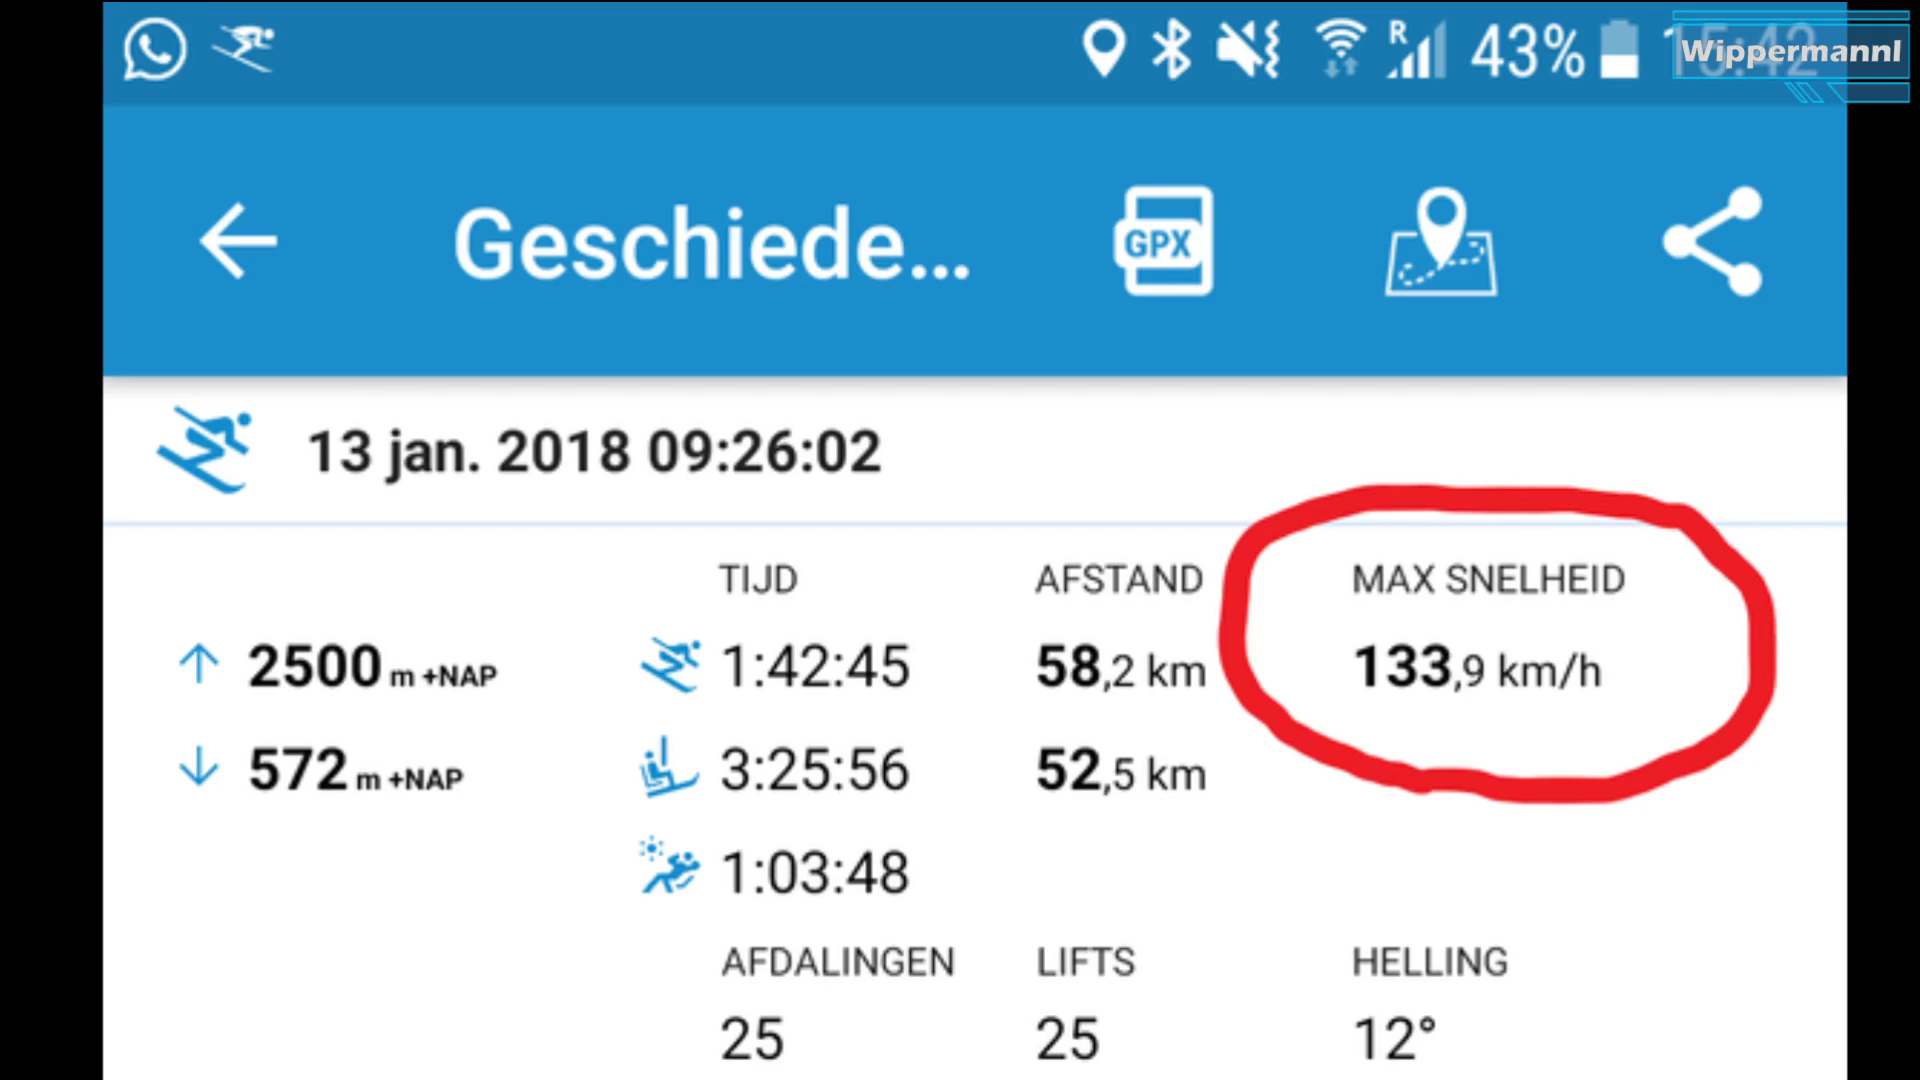 R 43% 15:42
Wippermannl
Geschiede...
GPX
13 jan. 2018 09:26:02
TIJD AFSTAND MAX SNELHEID
2500 m +NAP 1:42:45 58,2 km 133,9 km/h
572 m +NAP 3:25:56 52,5 km
1:03:48
AFDALINGEN LIFTS HELLING
25 25 12°